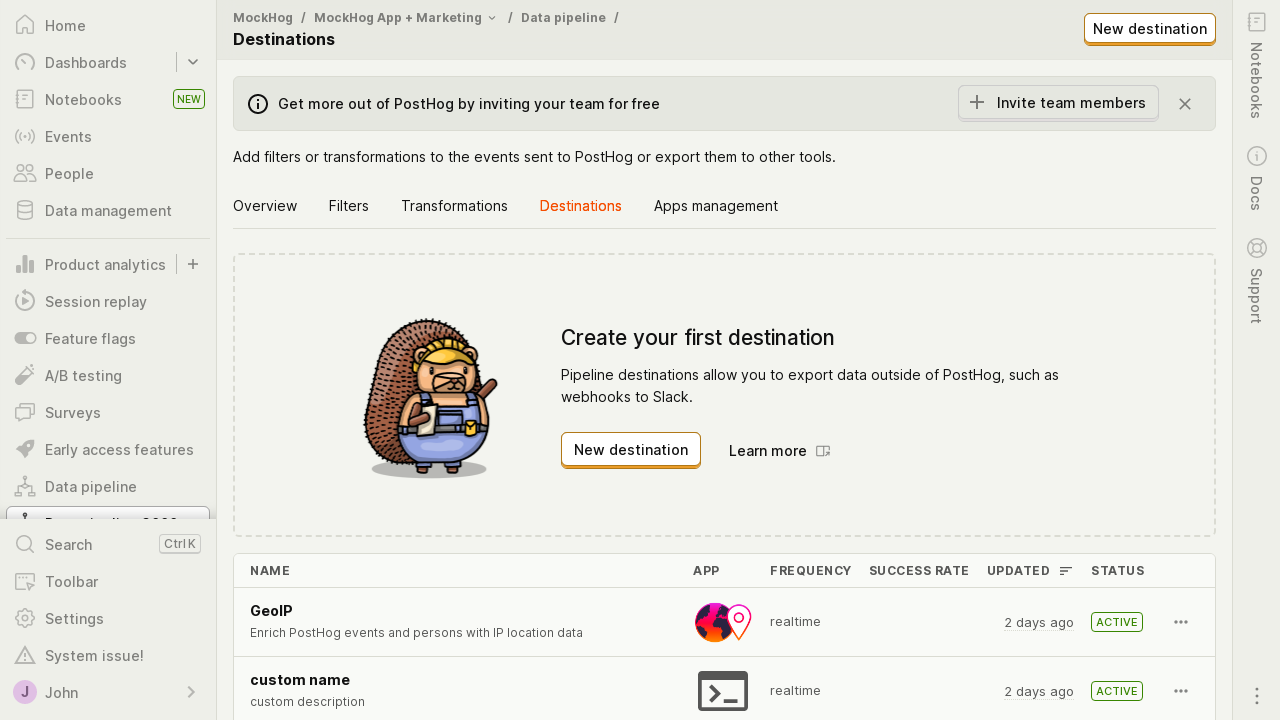 Home
Dashboards
Notebooks NEW
Events
People
Data management
Product analytics
Session replay
Feature flags
A/B testing
Surveys
Early access features
Data pipeline
Search Ctrl K
Toolbar
Settings
System issue!
J John
MockHog / MockHog App + Marketing / Data pipeline /
Destinations
New destination
Get more out of PostHog by inviting your team for free
Invite team members
Add filters or transformations to the events sent to PostHog or export them to other tools.
Overview Filters Transformations Destinations Apps management
Create your first destination
Pipeline destinations allow you to export data outside of PostHog, such as
webhooks to Slack.
New destination Learn more
NAME APP FREQUENCY SUCCESS RATE UPDATED STATUS
GeoIP
Enrich PostHog events and persons with IP location data
realtime 2 days ago ACTIVE
custom name
custom description
realtime 2 days ago ACTIVE
Notebooks
Docs
Support